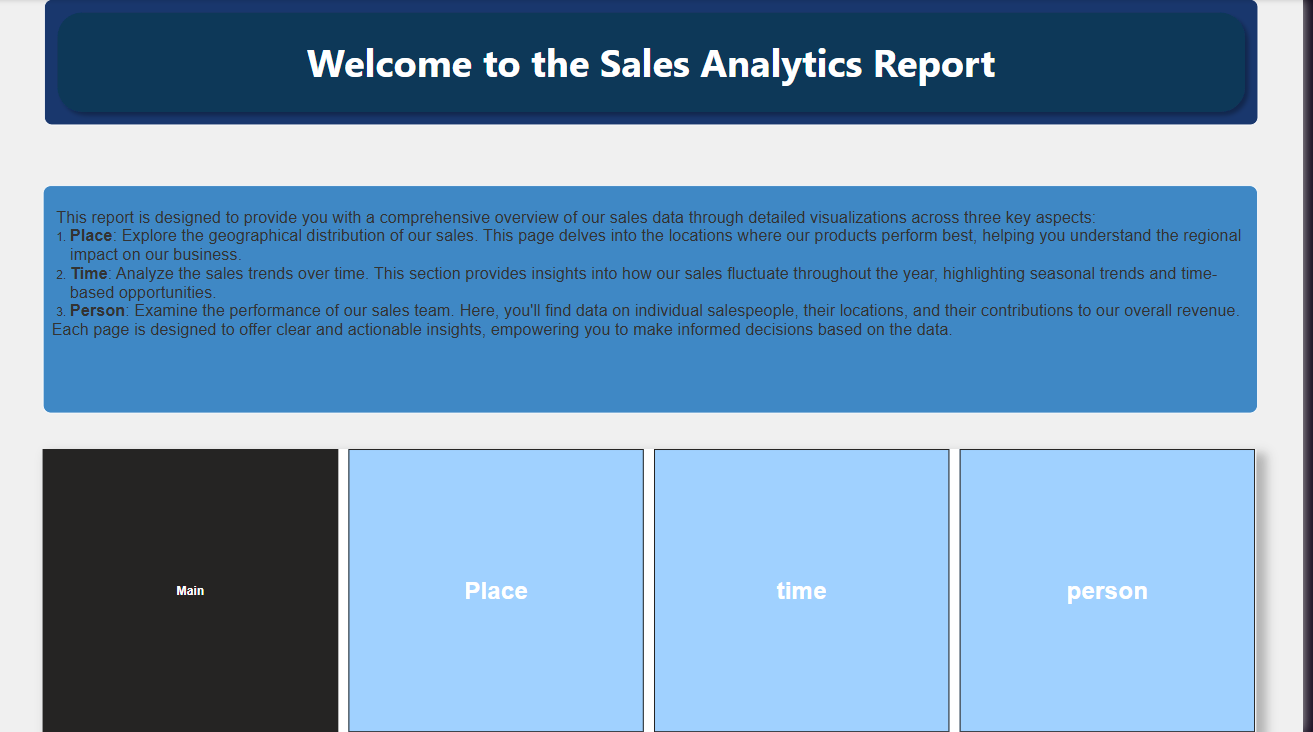 Welcome to the Sales Analytics Report
This report is designed to provide you with a comprehensive overview of our sales data through detailed visualizations across three key aspects:
1. Place: Explore the geographical distribution of our sales. This page delves into the locations where our products perform best, helping you understand the regional
impact on our business.
2. Time: Analyze the sales trends over time. This section provides insights into how our sales fluctuate throughout the year, highlighting seasonal trends and time-
based opportunities.
3. Person: Examine the performance of our sales team. Here, you'll find data on individual salespeople, their locations, and their contributions to our overall revenue.
Each page is designed to offer clear and actionable insights, empowering you to make informed decisions based on the data.
Main
Place
time
person